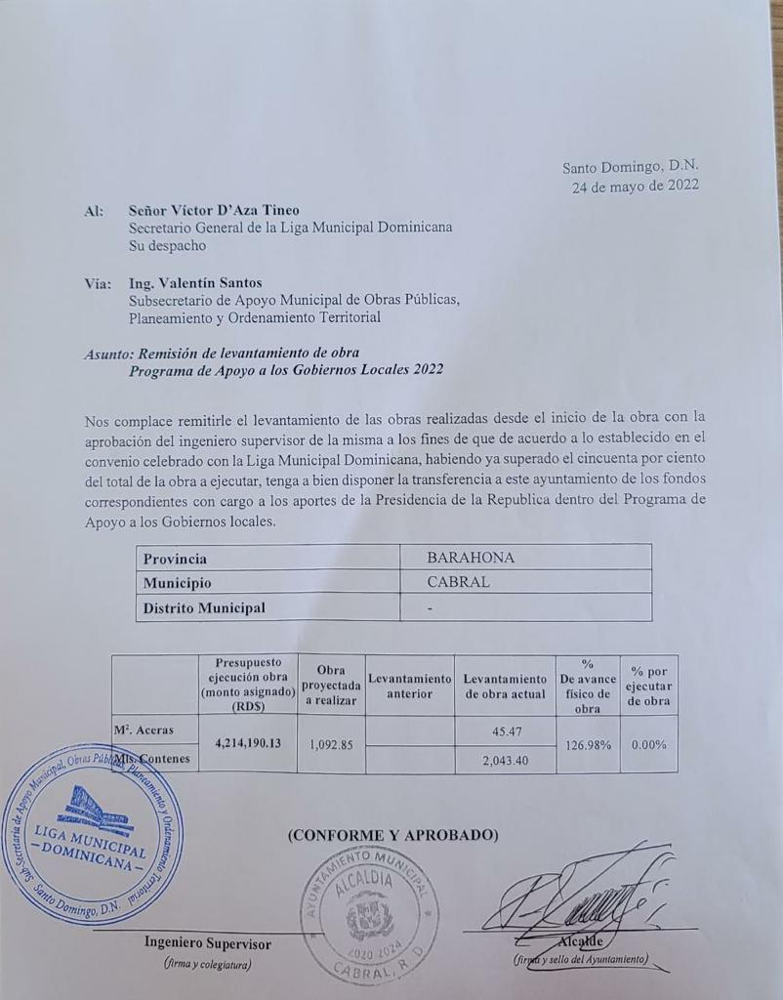 Santo Domingo, D.N.
24 de mayo de 2022
Al: Señor Víctor D'Aza Tineo
Secretario General de la Liga Municipal Dominicana
Su despacho
Vía: Ing. Valentín Santos
Subsecretario de Apoyo Municipal de Obras Públicas,
Planeamiento y Ordenamiento Territorial
Asunto: Remisión de levantamiento de obra
Programa de Apoyo a los Gobiernos Locales 2022
Nos complace remitirle el levantamiento de las obras realizadas desde el inicio de la obra con la
aprobación del ingeniero supervisor de la misma a los fines de que de acuerdo a lo establecido en el
convenio celebrado con la Liga Municipal Dominicana, habiendo ya superado el cincuenta por ciento
del total de la obra a ejecutar, tenga a bien disponer la transferencia a este ayuntamiento de los fondos
correspondientes con cargo a los aportes de la Presidencia de la Republica dentro del Programa de
Apoyo a los Gobiernos locales.
Provincia BARAHONA
Municipio CABRAL
Distrito Municipal -
Presupuesto ejecución obra (monto asignado) (RD$) Obra proyectada a realizar Levantamiento anterior Levantamiento de obra actual % De avance físico de obra % por ejecutar de obra
M². Aceras 4,214,190.13 1,092.85 45.47 126.98% 0.00%
Mls. Contenes 2,043.40
Sub Secretaría de Apoyo Municipal, Obras Públicas, Planeamiento y Ordenamiento Territorial
LIGA MUNICIPAL
-DOMINICANA-
Santo Domingo, D.N.
(CONFORME Y APROBADO)
AYUNTAMIENTO MUNICIPAL
ALCALDIA
2020-2024
CABRAL, R D
Ingeniero Supervisor
(firma y colegiatura)
Alcalde
(firma y sello del Ayuntamiento)